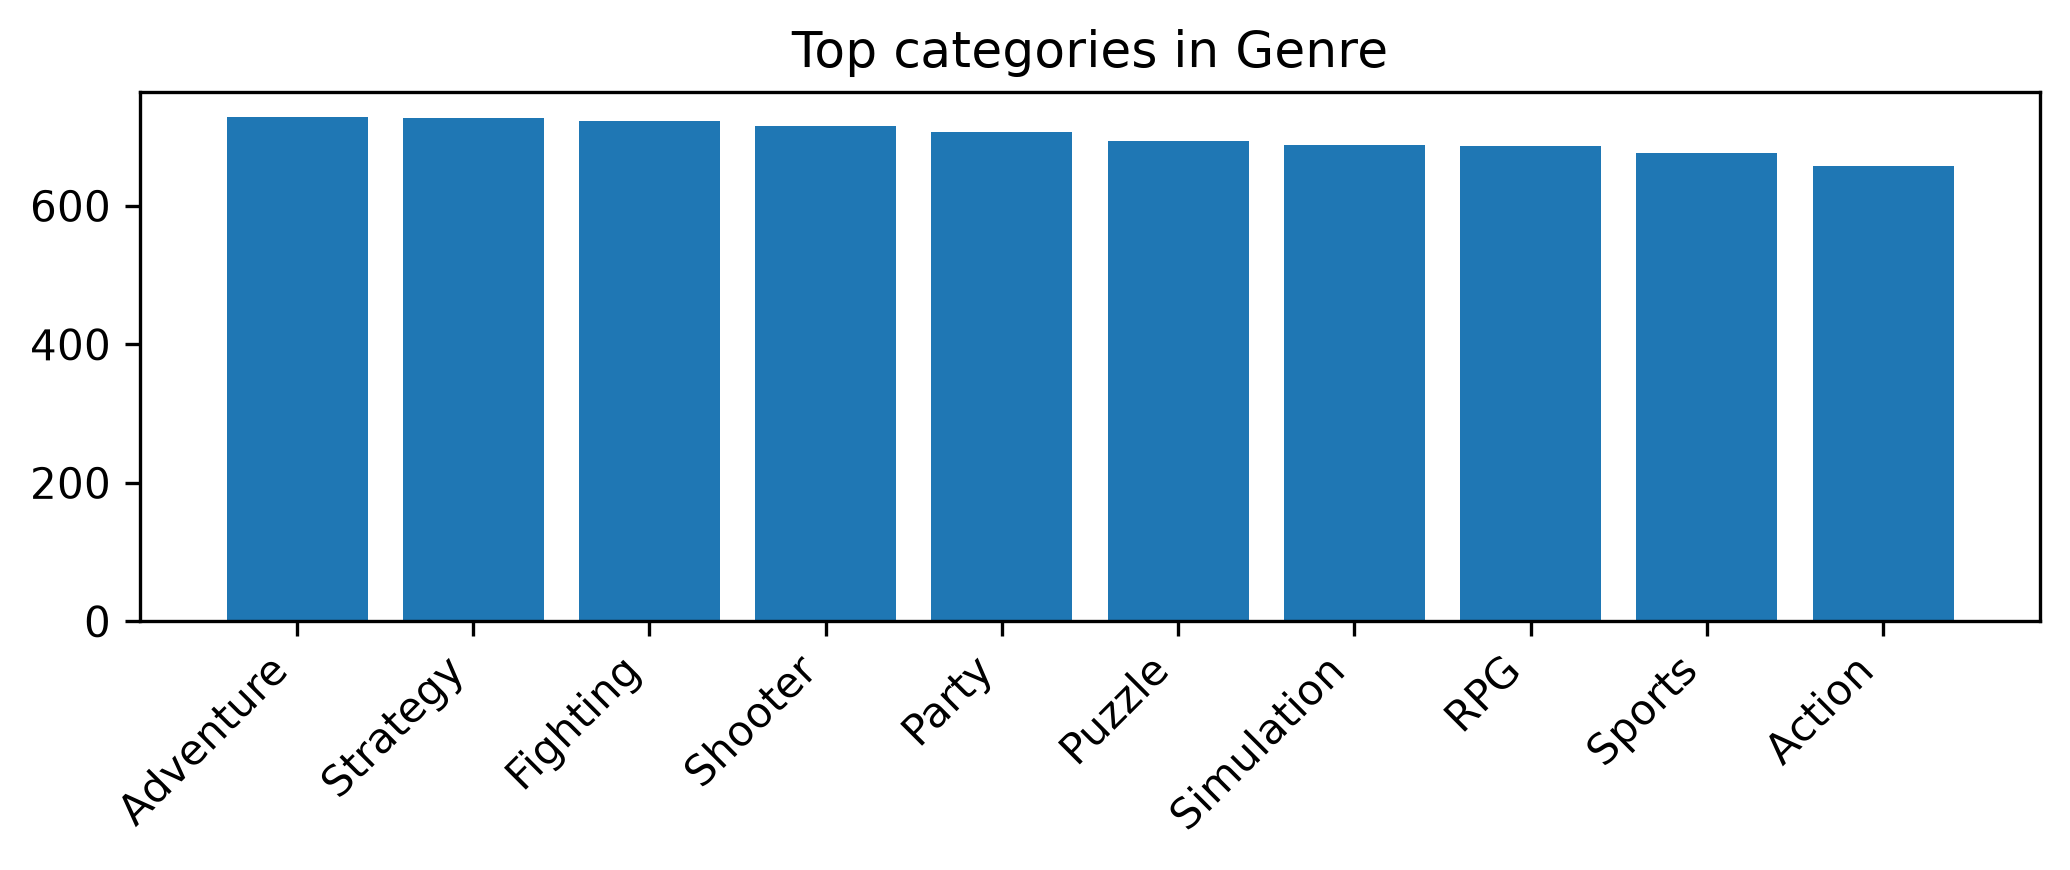 Top categories in Genre
600
400
200
0
Adventure
Strategy
Fighting
Shooter
Party
Puzzle
Simulation
RPG
Sports
Action